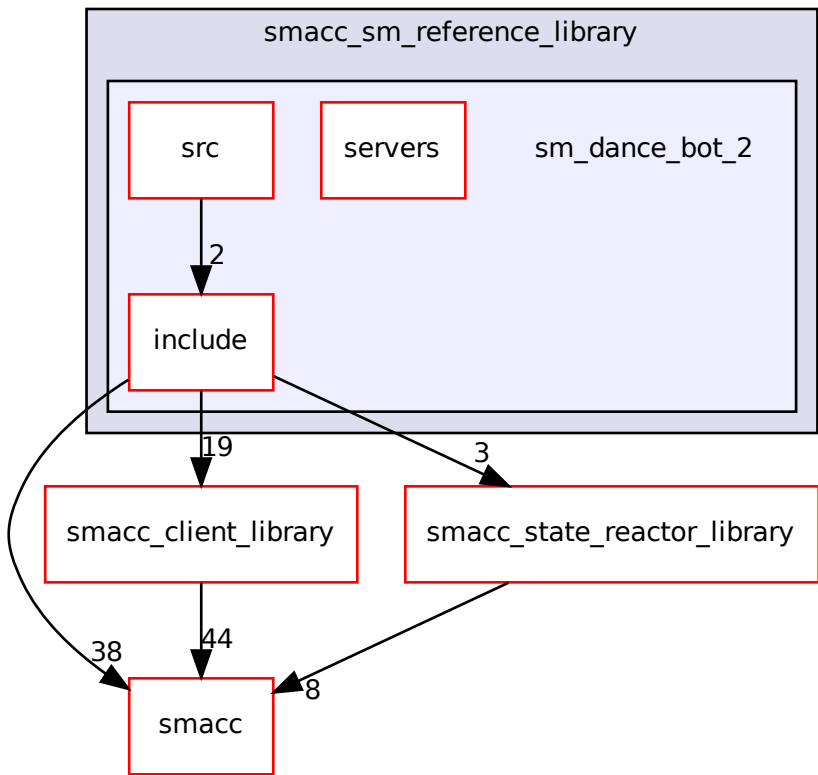 smacc_sm_reference_library
src
servers
sm_dance_bot_2
2
include
19
3
smacc_client_library
smacc_state_reactor_library
38
44
8
smacc